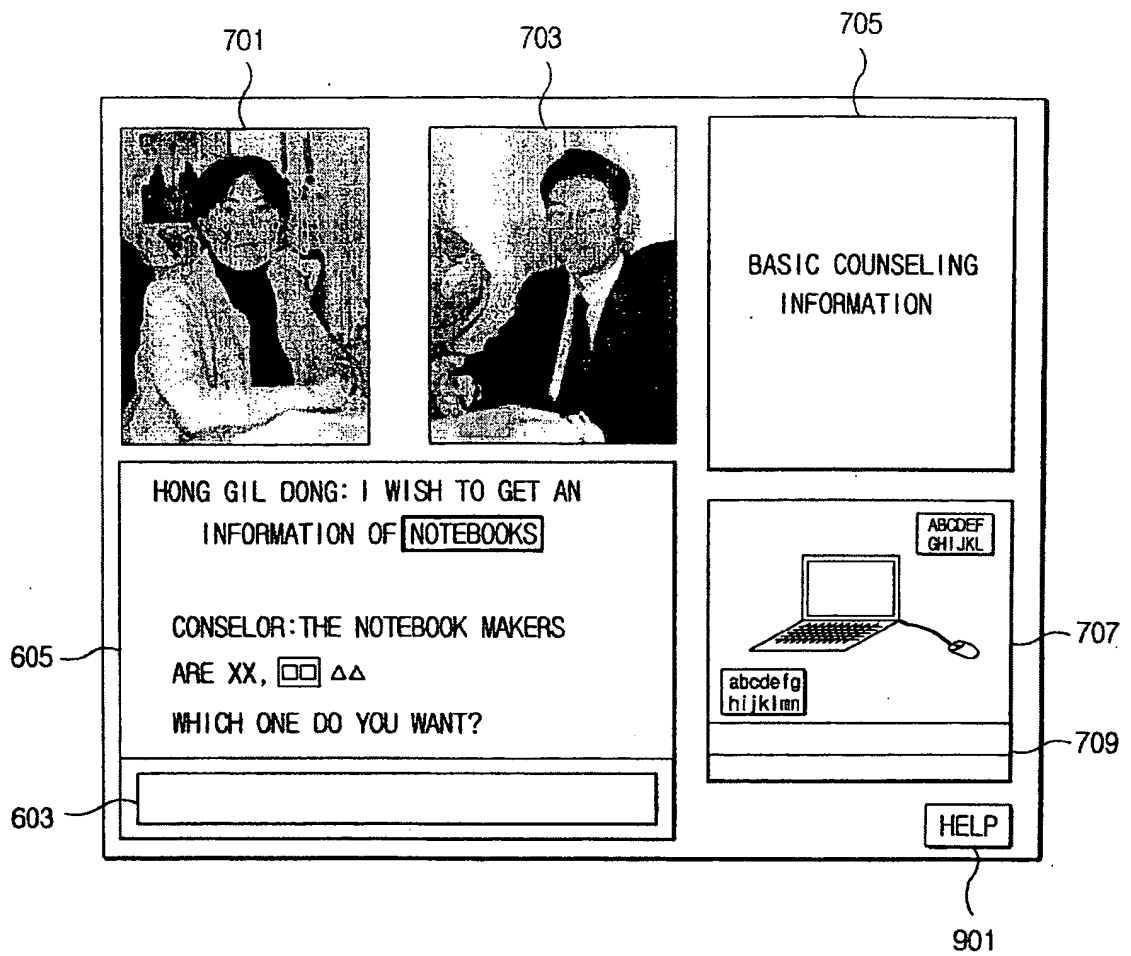 701
703
705
BASIC COUNSELING
INFORMATION
HONG GIL DONG: I WISH TO GET AN
INFORMATION OF NOTEBOOKS
ABCDEF
GHIJKL
CONSELOR:THE NOTEBOOK MAKERS
ARE XX, □□ △△
WHICH ONE DO YOU WANT?
605
707
abcdefg
hijklmn
709
603
HELP
901